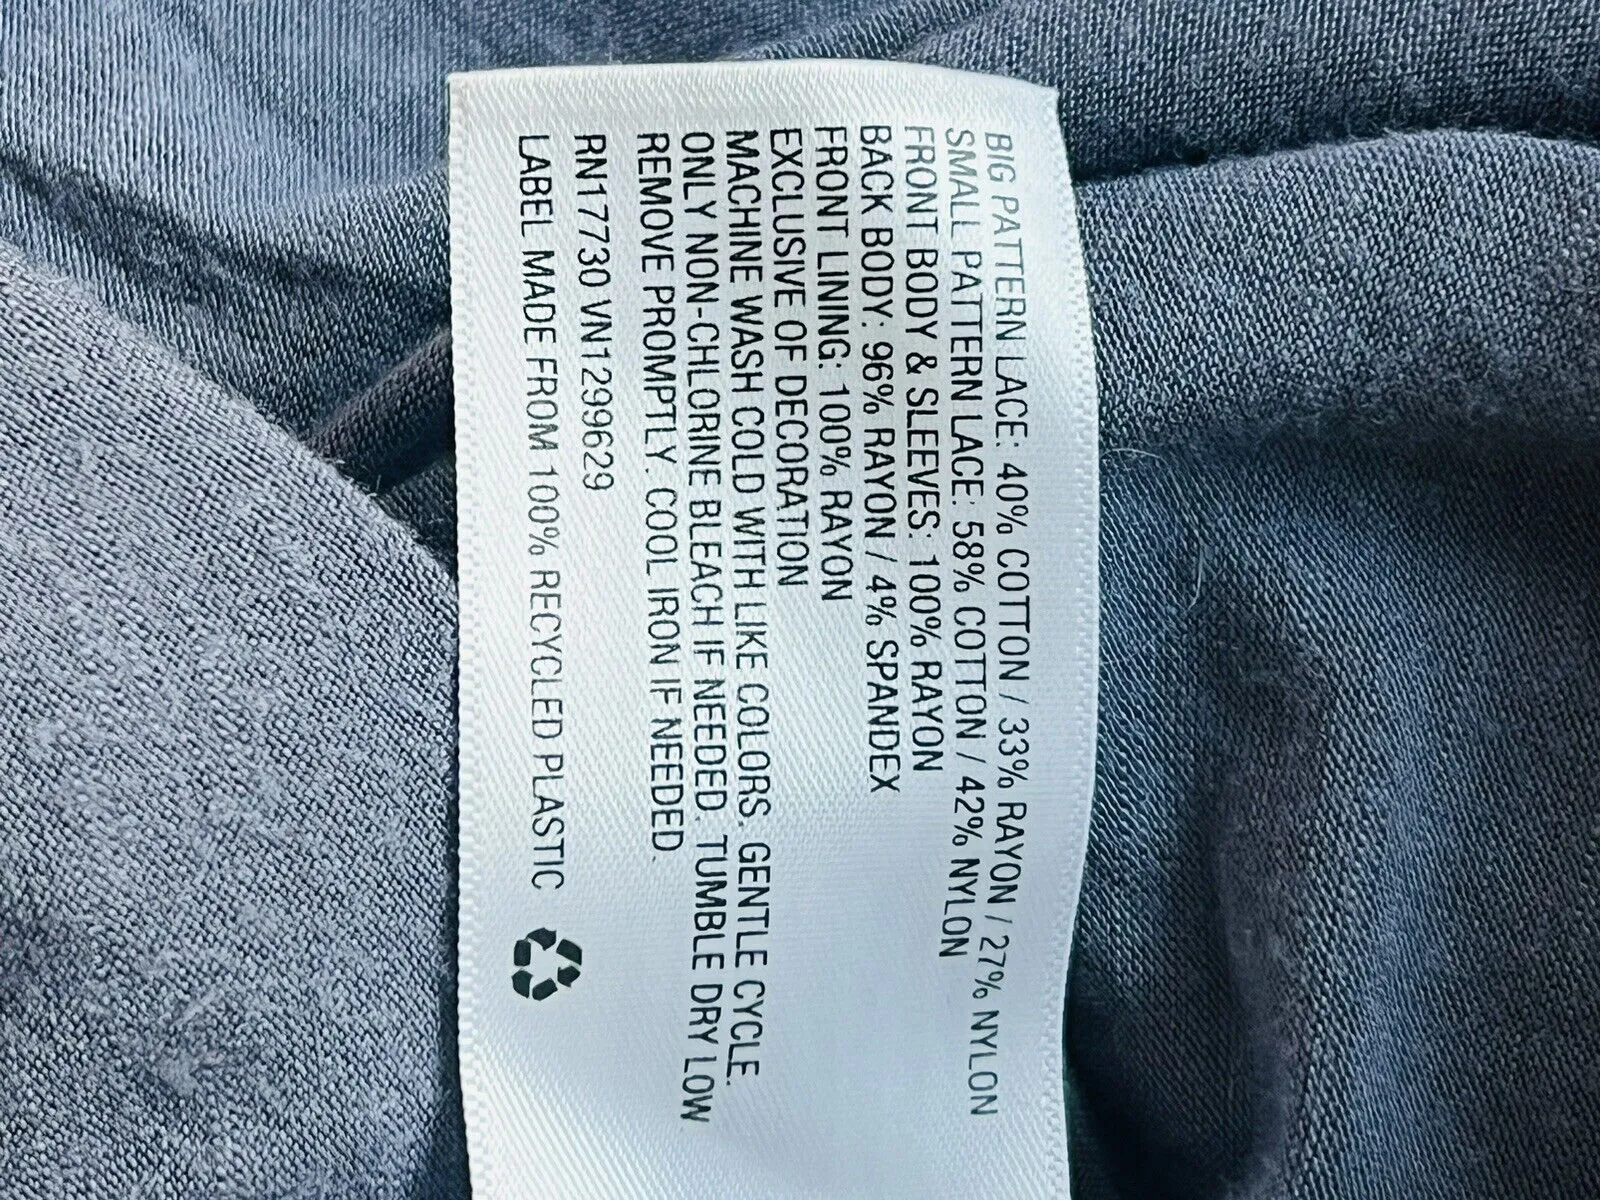 BIG PATTERN LACE: 40% COTTON / 33% RAYON / 27% NYLON
SMALL PATTERN LACE: 58% COTTON / 42% NYLON
FRONT BODY & SLEEVES: 100% RAYON
BACK BODY: 96% RAYON / 4% SPANDEX
FRONT LINING: 100% RAYON
EXCLUSIVE OF DECORATION
MACHINE WASH COLD WITH LIKE COLORS. GENTLE CYCLE.
ONLY NON-CHLORINE BLEACH IF NEEDED. TUMBLE DRY LOW
REMOVE PROMPTLY. COOL IRON IF NEEDED.
RN177730 VN1299629
LABEL MADE FROM 100% RECYCLED PLASTIC